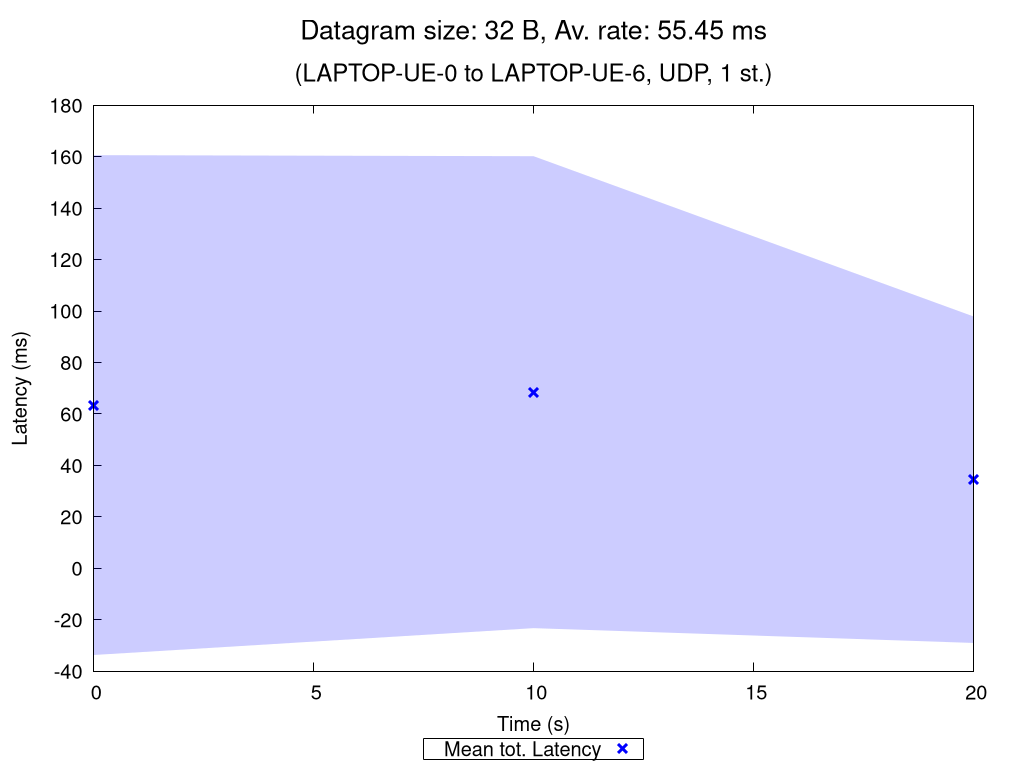 Datagram size: 32 B, Av. rate: 55.45 ms
(LAPTOP-UE-0 to LAPTOP-UE-6, UDP, 1 st.)
180
160
140
120
100
80
60
40
20
0
-20
-40
Latency (ms)
0 5 10 15 20
Time (s)
Mean tot. Latency